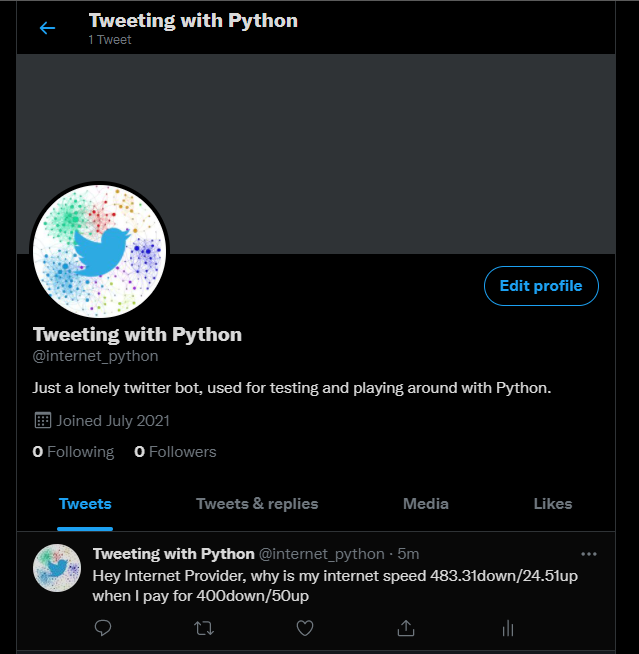 Tweeting with Python
1 Tweet
Edit profile
Tweeting with Python
@internet_python
Just a lonely twitter bot, used for testing and playing around with Python.
Joined July 2021
0 Following 0 Followers
Tweets Tweets & replies Media Likes
Tweeting with Python @internet_python · 5m
Hey Internet Provider, why is my internet speed 483.31down/24.51up
when I pay for 400down/50up